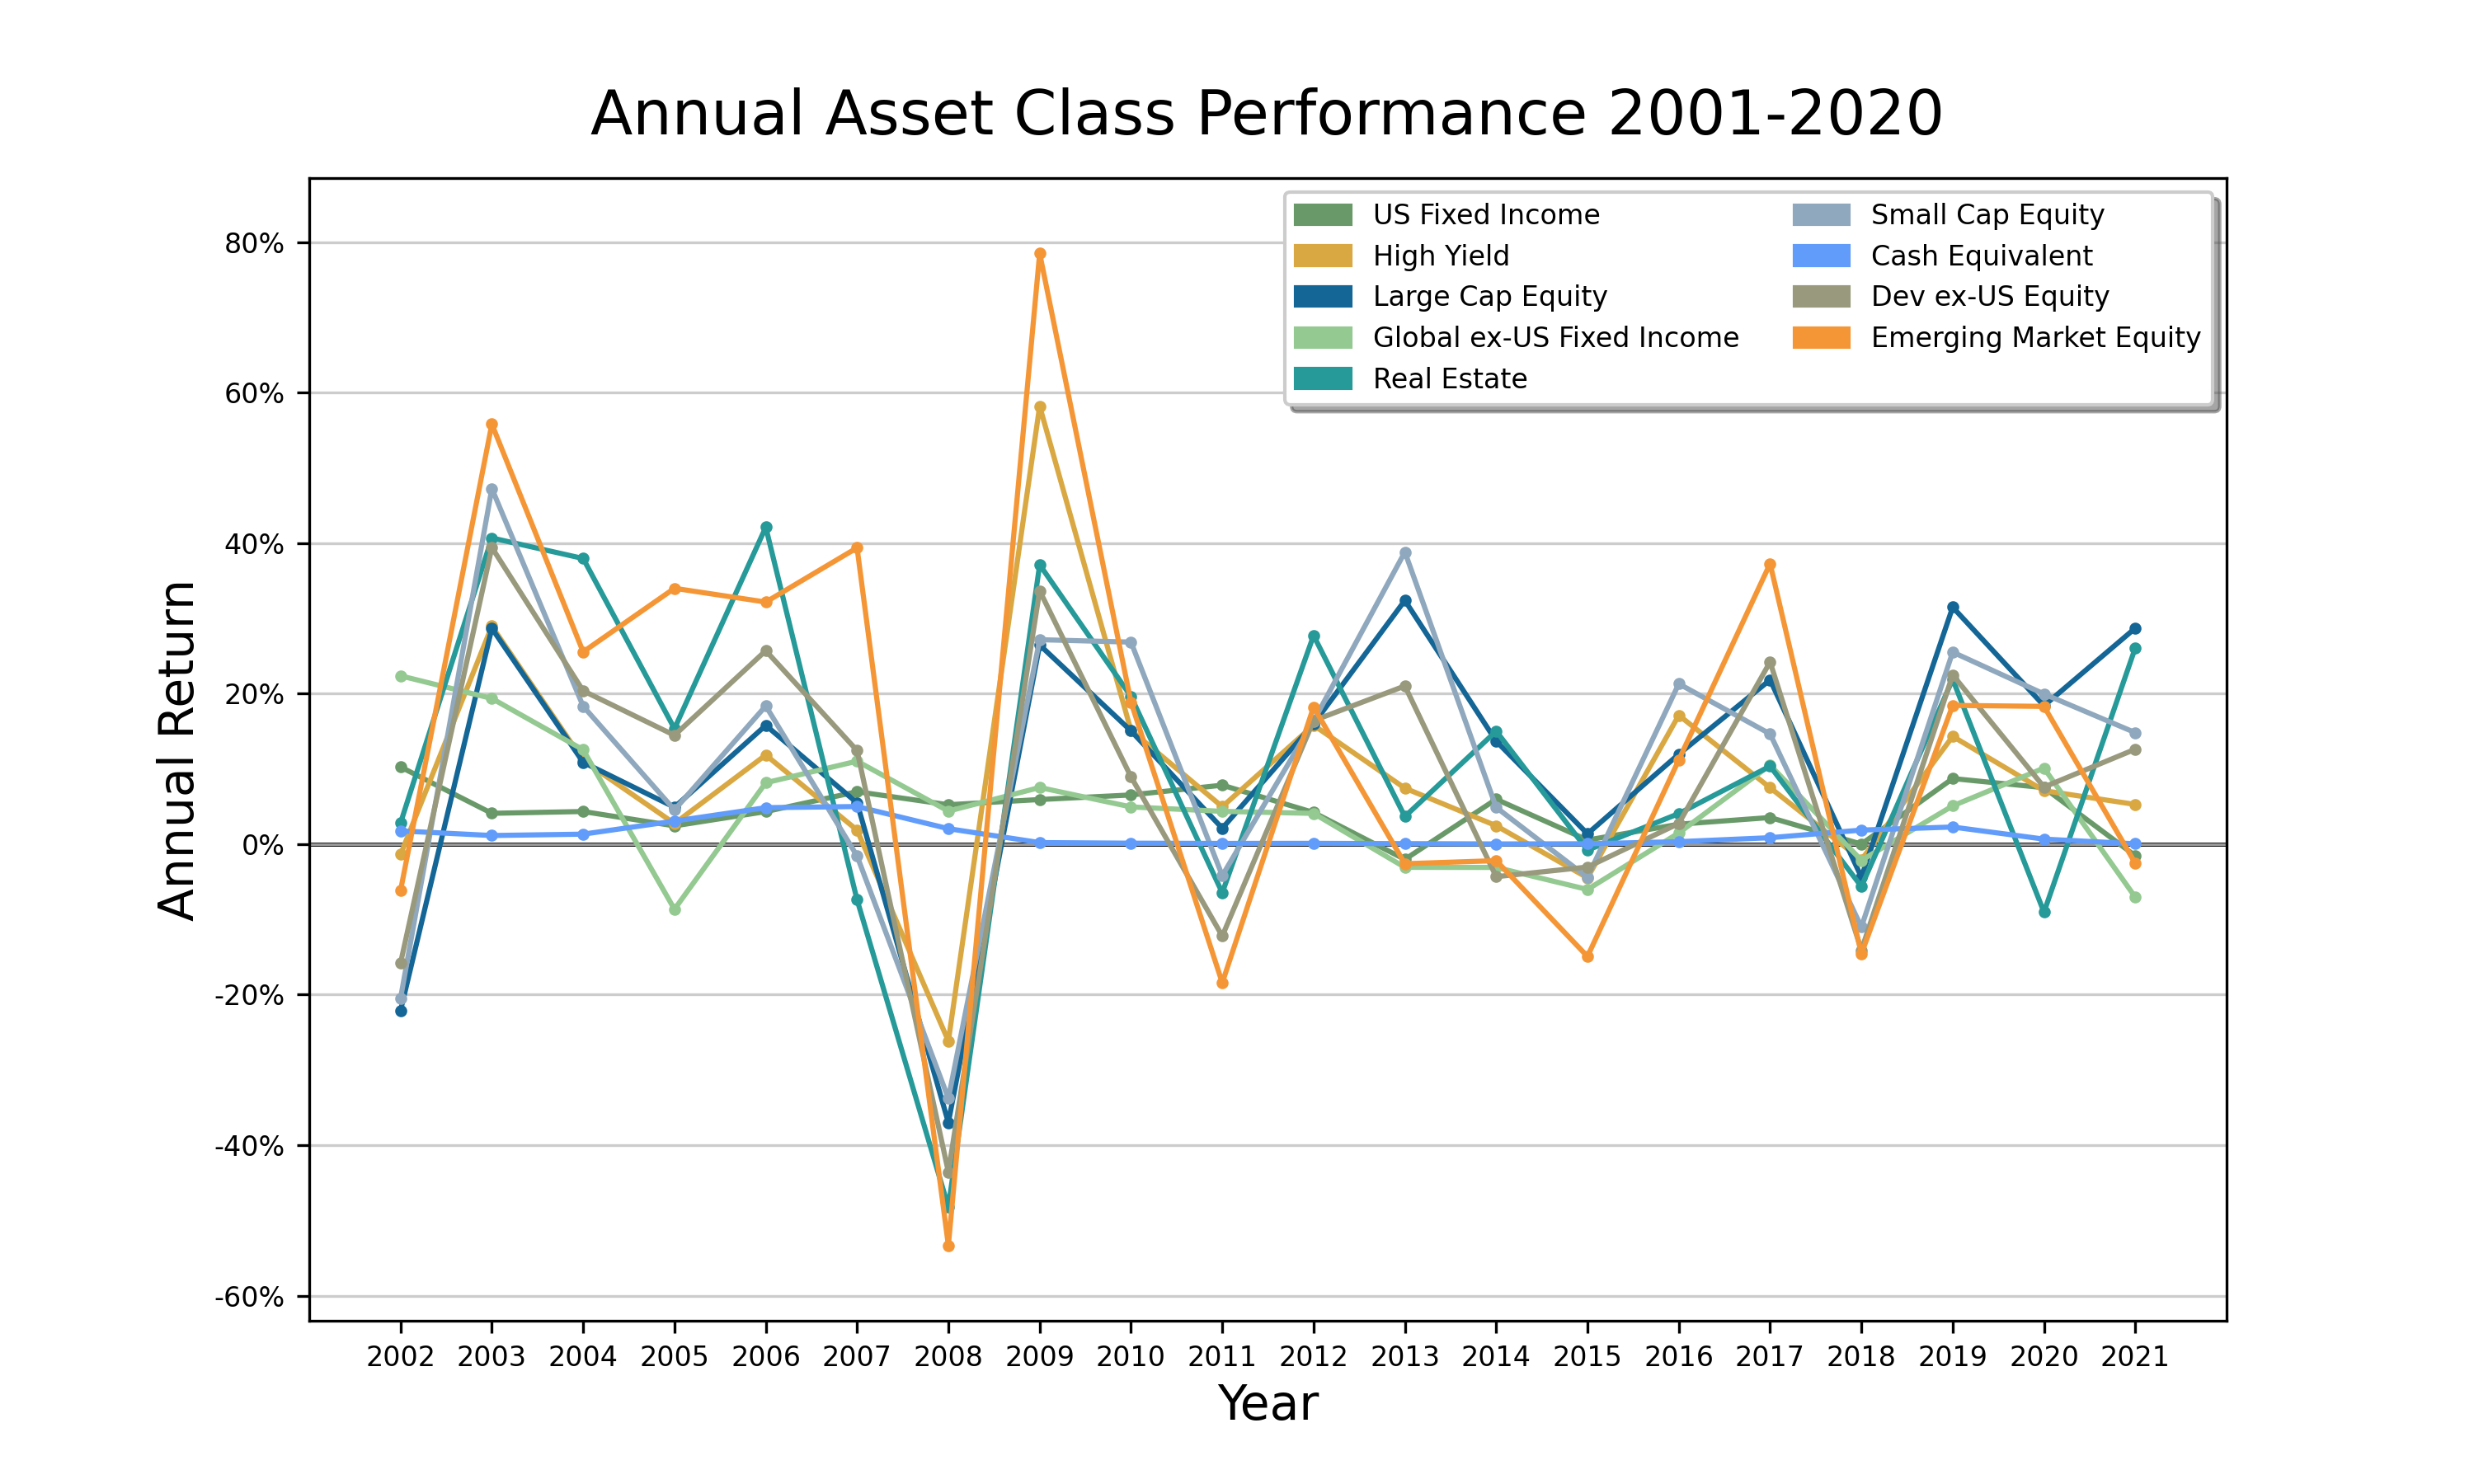 Annual Asset Class Performance 2001-2020
US Fixed Income
High Yield
Large Cap Equity
Global ex-US Fixed Income
Real Estate
Small Cap Equity
Cash Equivalent
Dev ex-US Equity
Emerging Market Equity
Annual Return
80%
60%
40%
20%
0%
-20%
-40%
-60%
2002 2003 2004 2005 2006 2007 2008 2009 2010 2011 2012 2013 2014 2015 2016 2017 2018 2019 2020 2021
Year